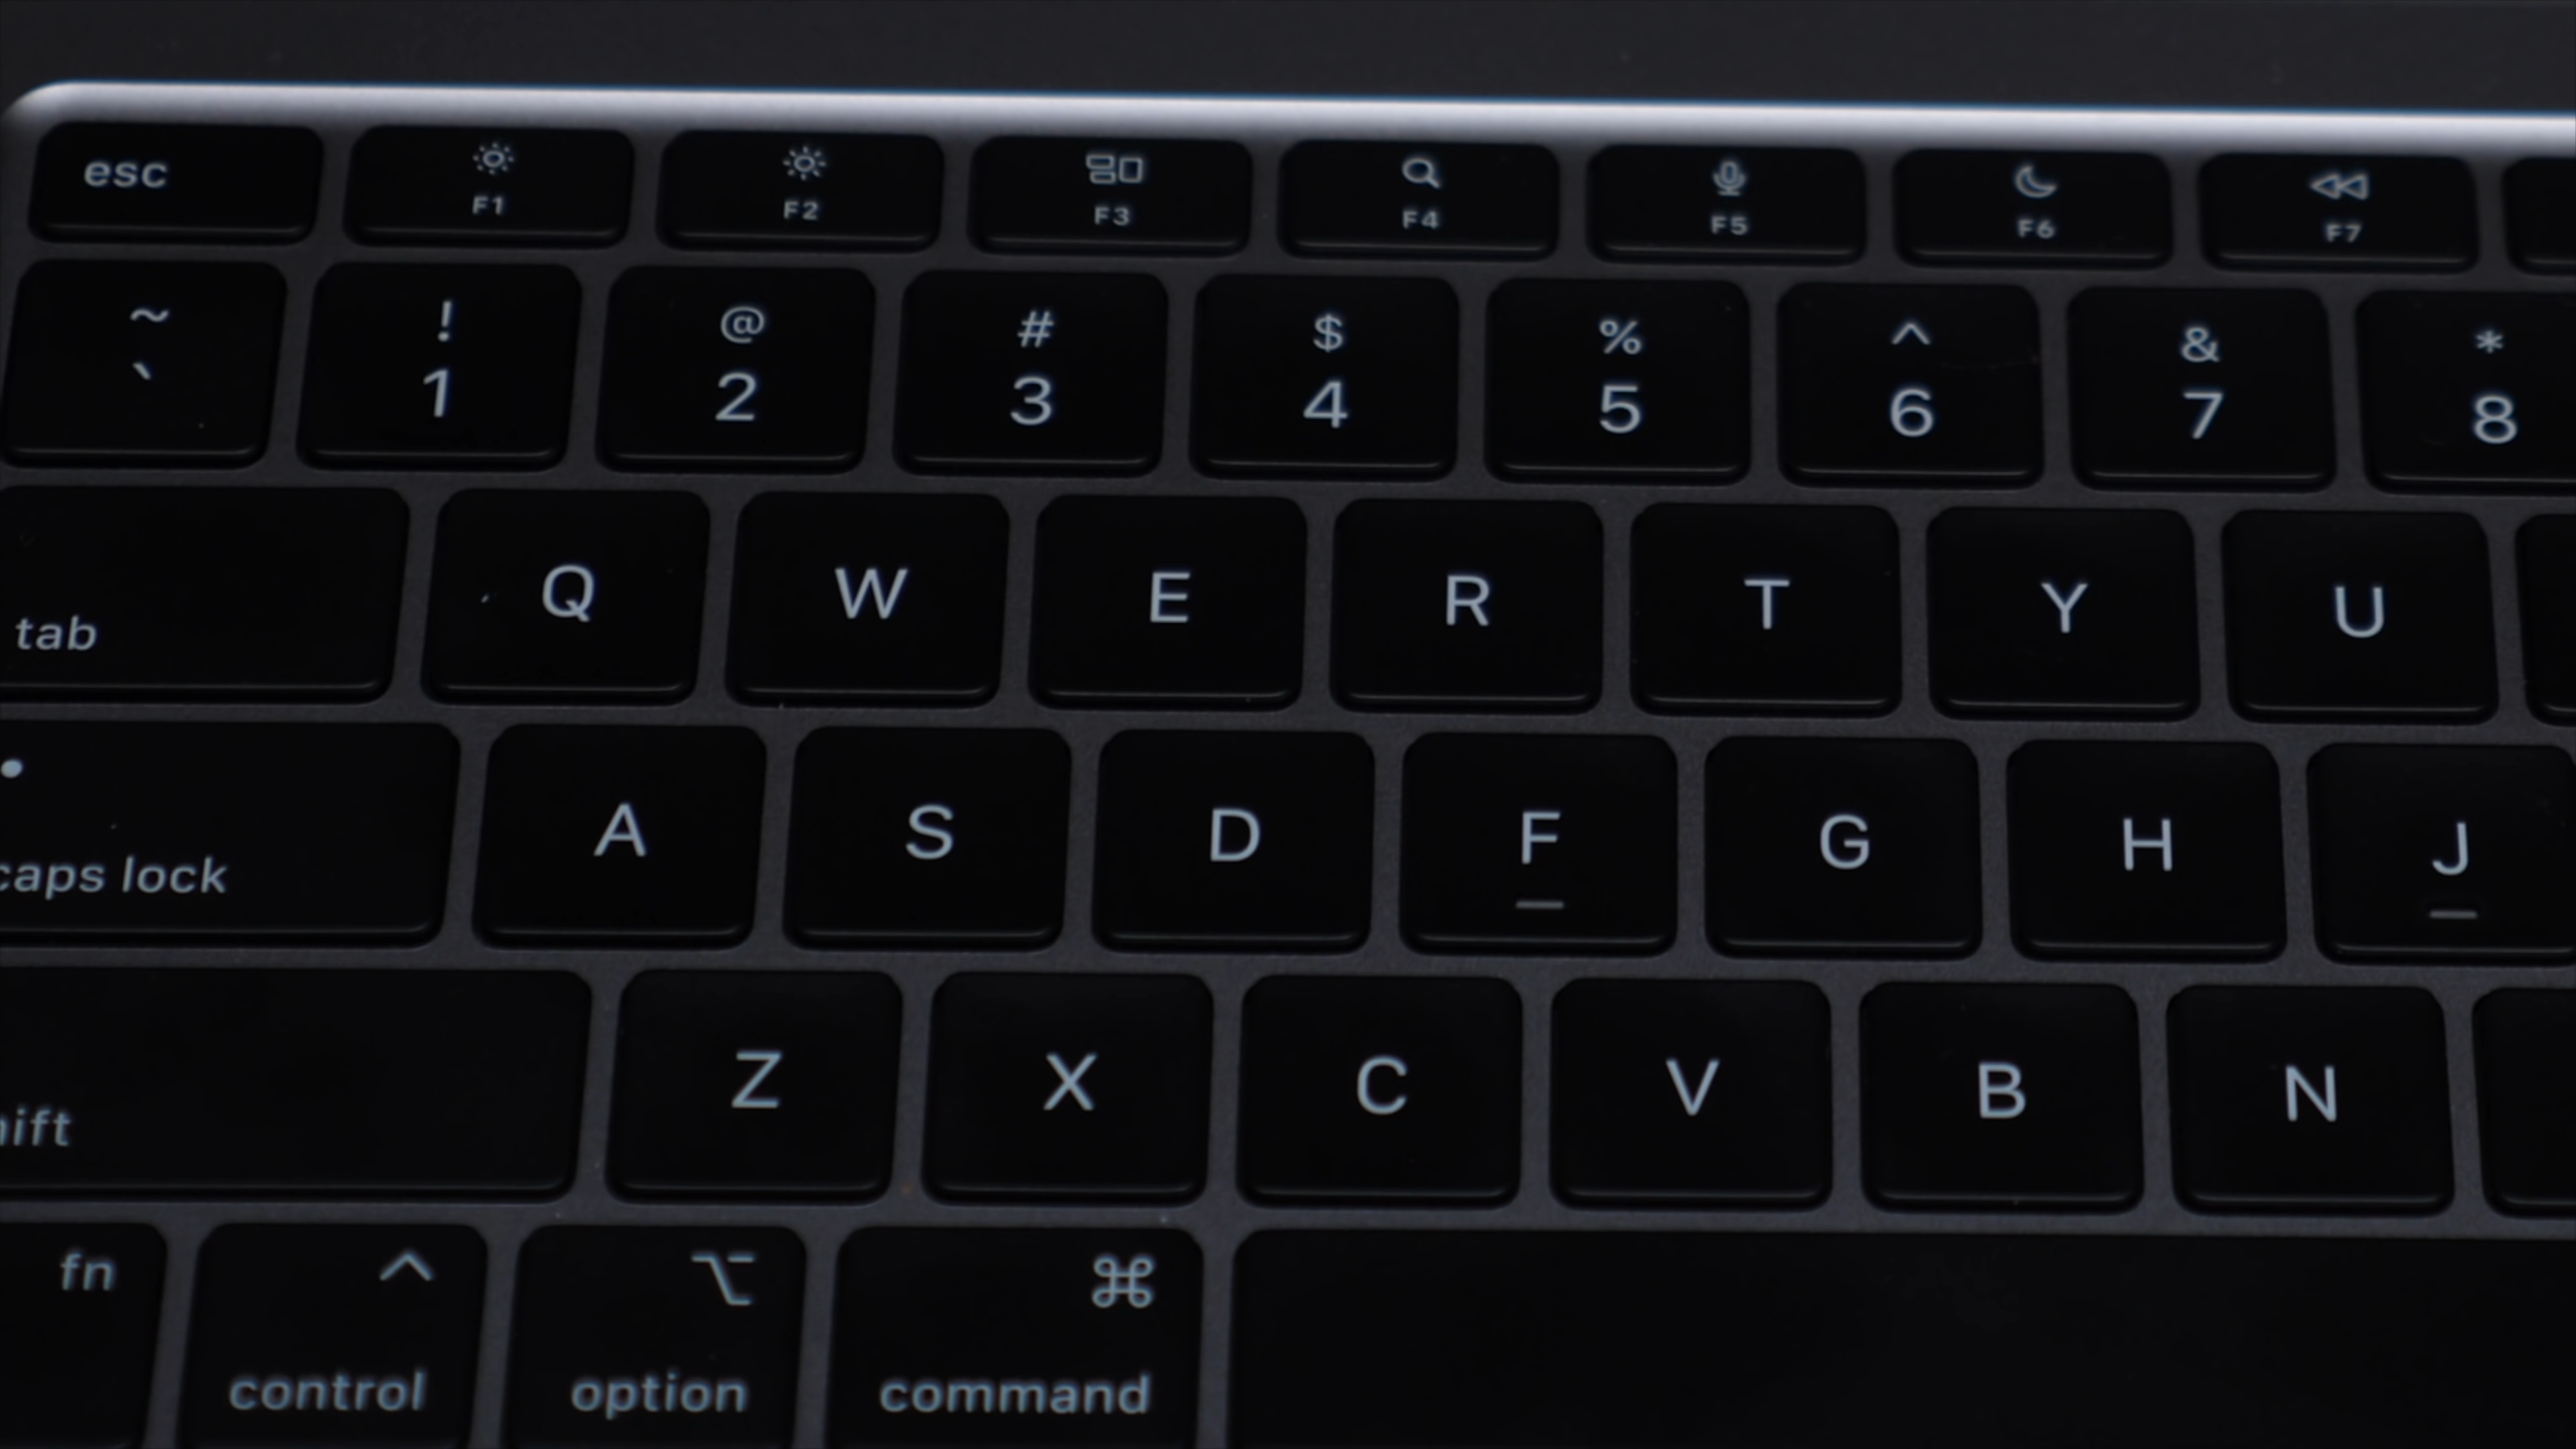 esc F1 F2 F3 F4 F5 F6 F7
~ ! @ # $ % ^ & *
` 1 2 3 4 5 6 7 8
tab Q W E R T Y U
caps lock A S D F G H J
ift Z X C V B N
fn ^ ⌥ ⌘
control option command